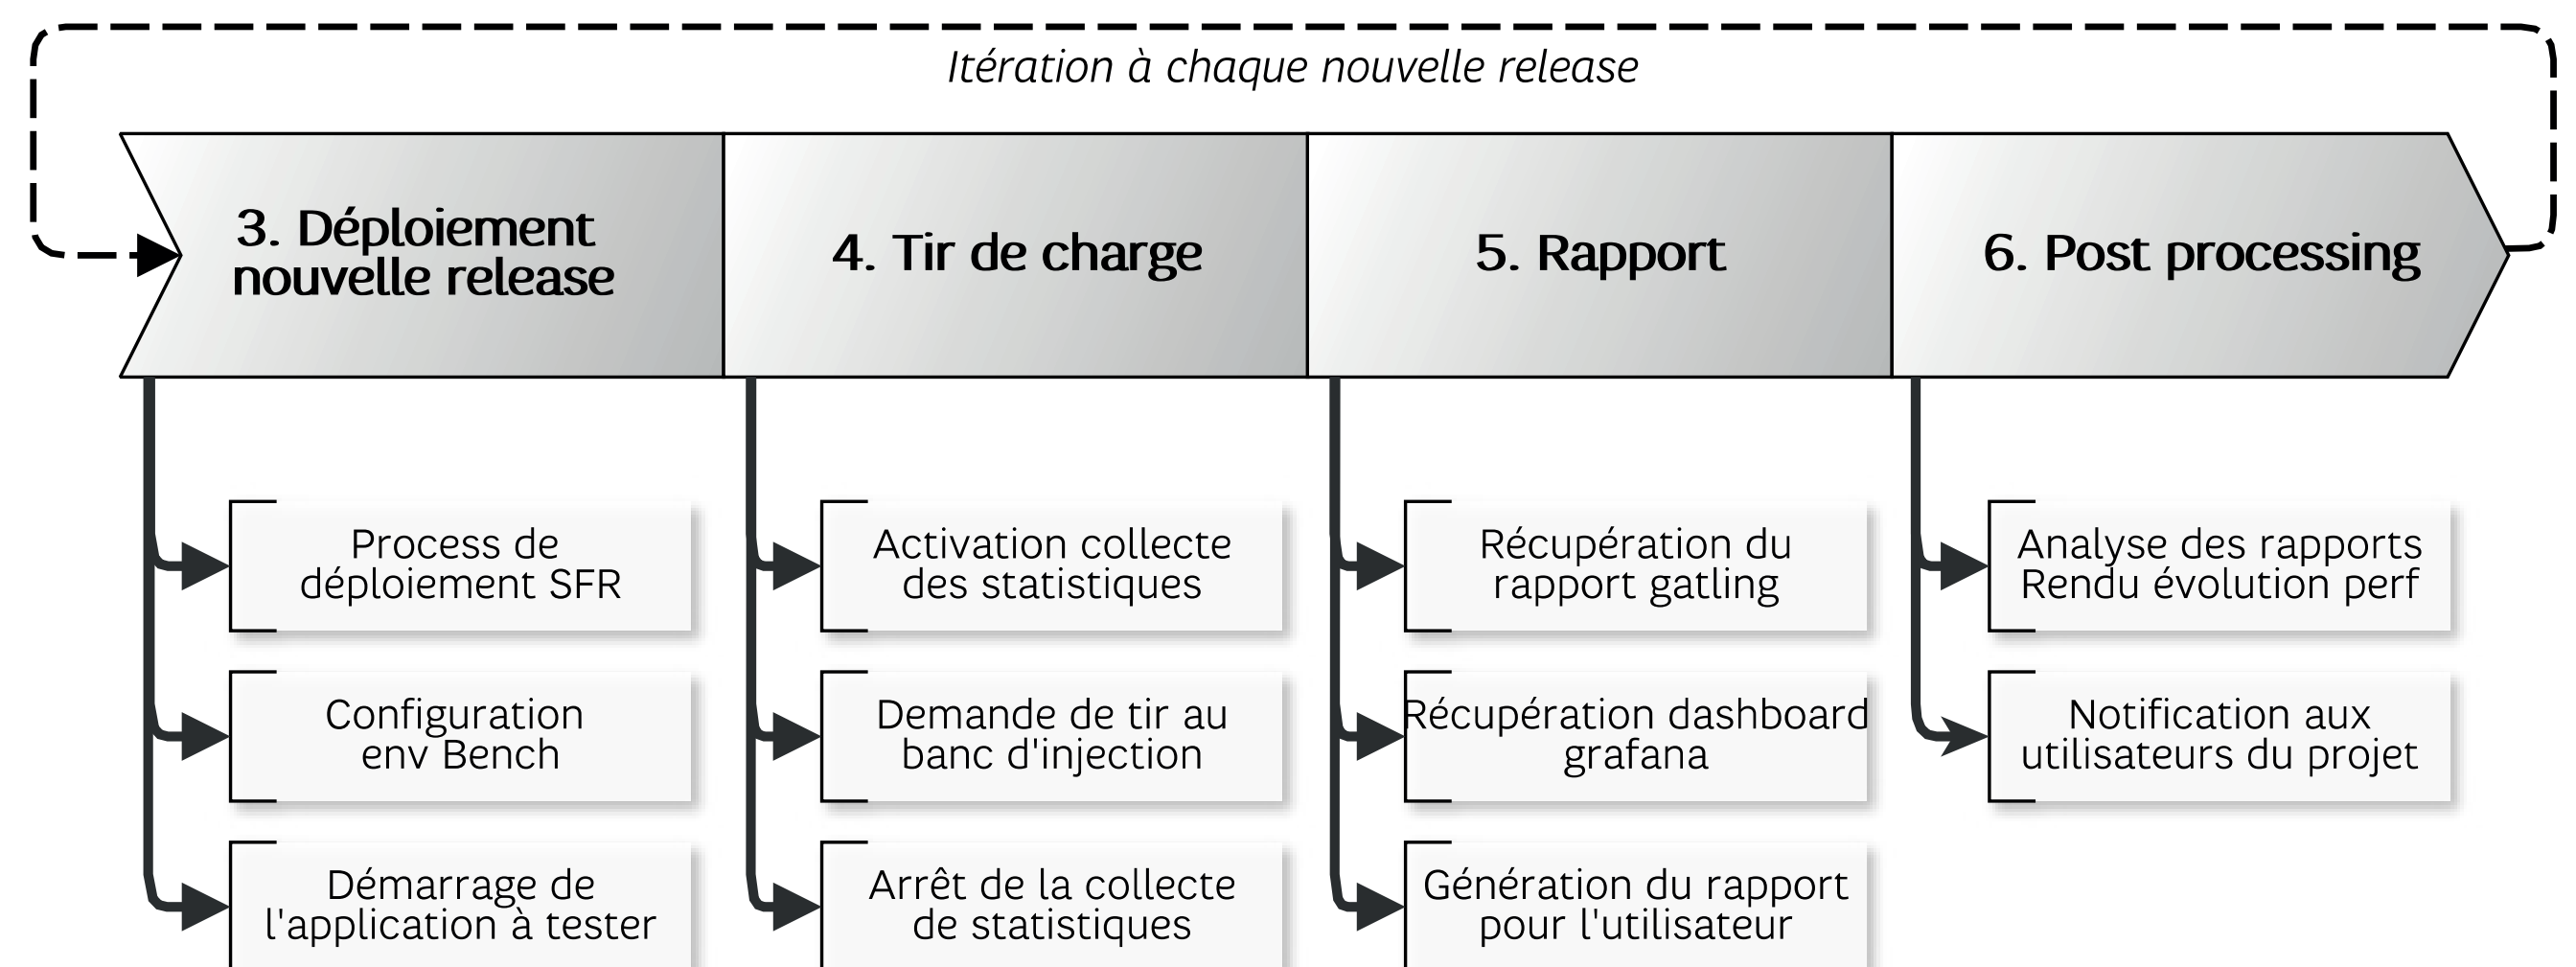 Itération à chaque nouvelle release
3. Déploiement
nouvelle release
4. Tir de charge
5. Rapport
6. Post processing
Process de
déploiement SFR
Configuration
env Bench
Démarrage de
l'application à tester
Activation collecte
des statistiques
Demande de tir au
banc d'injection
Arrêt de la collecte
de statistiques
Récupération du
rapport gatling
Récupération dashboard
grafana
Génération du rapport
pour l'utilisateur
Analyse des rapports
Rendu évolution perf
Notification aux
utilisateurs du projet